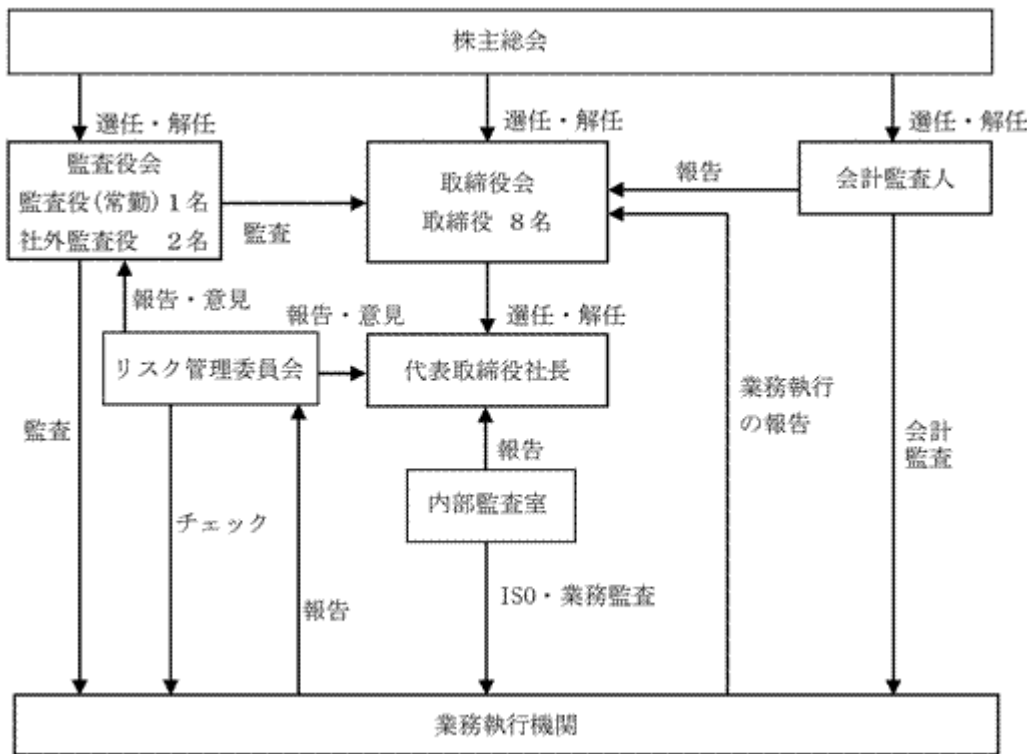 株主総会
選任・解任
選任・解任
選任・解任
監査役会
監査役(常勤)1名
社外監査役 2名
取締役会
取締役 8名
会計監査人
報告
監査
報告・意見
報告・意見
選任・解任
リスク管理委員会
代表取締役社長
業務執行
の報告
監査
会計
監査
報告
内部監査室
チェック
ISO・業務監査
報告
業務執行機関